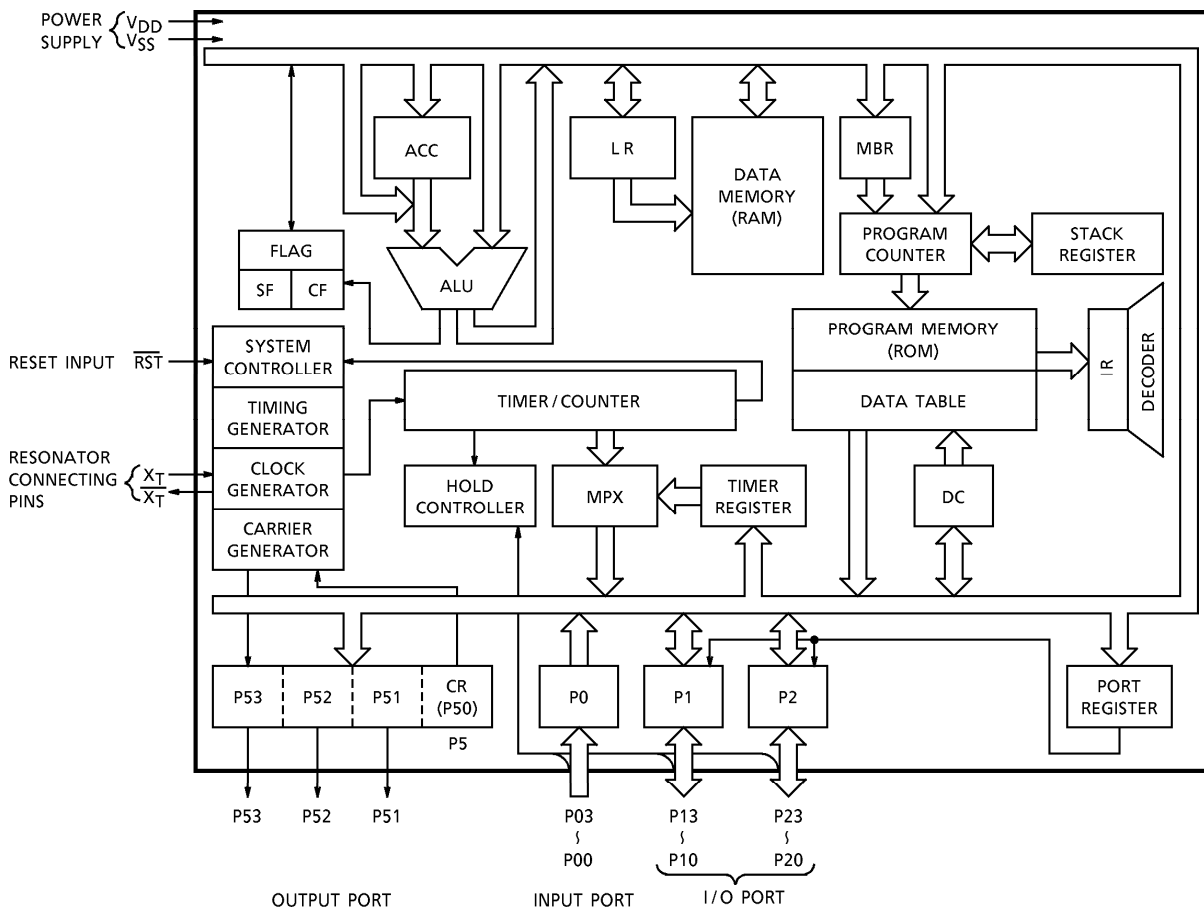 POWER SUPPLY
VDD
VSS
ACC
LR
DATA MEMORY (RAM)
MBR
PROGRAM COUNTER
STACK REGISTER
FLAG
SF
CF
ALU
RESET INPUT
R̅S̅T̅
SYSTEM CONTROLLER
TIMING GENERATOR
CLOCK GENERATOR
CARRIER GENERATOR
RESONATOR CONNECTING PINS
XT
X̅T̅
TIMER/COUNTER
PROGRAM MEMORY (ROM)
DATA TABLE
IR
DECODER
HOLD CONTROLLER
MPX
TIMER REGISTER
DC
P53
P52
P51
CR (P50)
P5
P0
P1
P2
PORT REGISTER
P53
P52
P51
P03
~
P00
P13
~
P10
P23
~
P20
OUTPUT PORT
INPUT PORT
I/O PORT